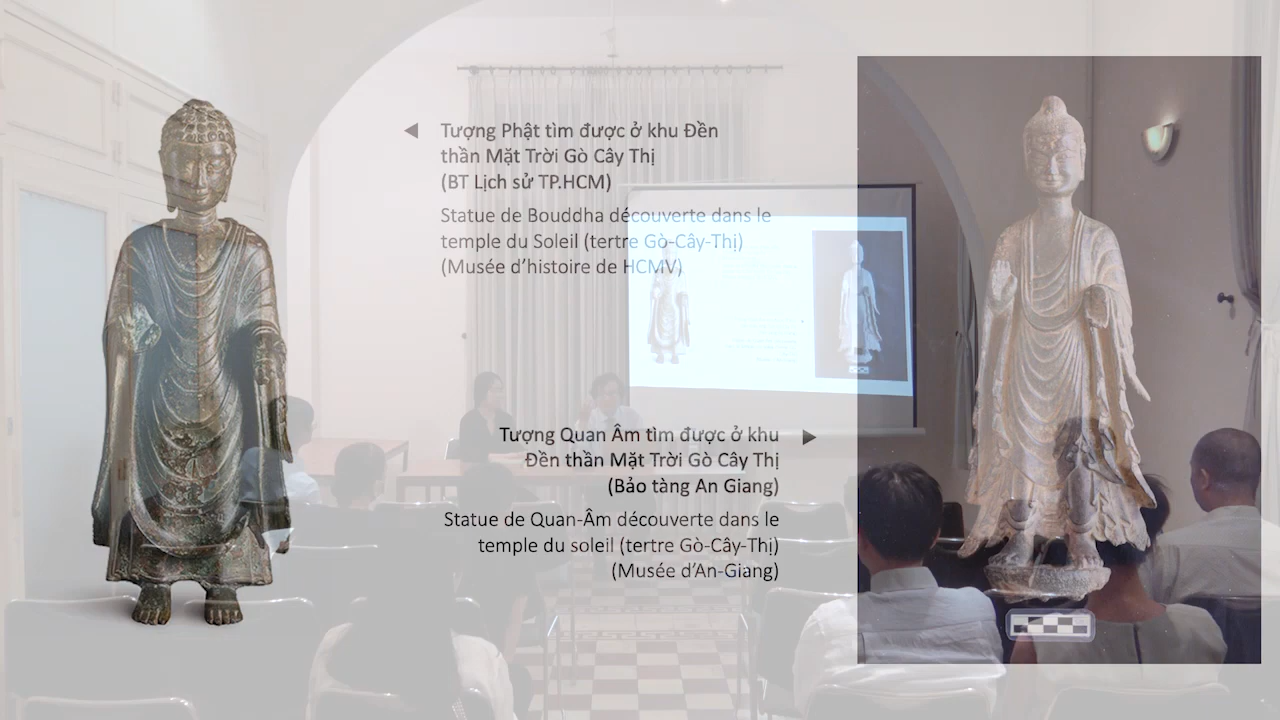 Tượng Phật tìm được ở khu Đền
thần Mặt Trời Gò Cây Thị
(BT Lịch sử TP.HCM)
Statue de Bouddha découverte dans le
temple du Soleil (tertre Gò-Cây-Thị)
(Musée d’histoire de HCMV)
Tượng Quan Âm tìm được ở khu
Đền thần Mặt Trời Gò Cây Thị
(Bảo tàng An Giang)
Statue de Quan-Âm découverte dans le
temple du soleil (tertre Gò-Cây-Thị)
(Musée d’An-Giang)